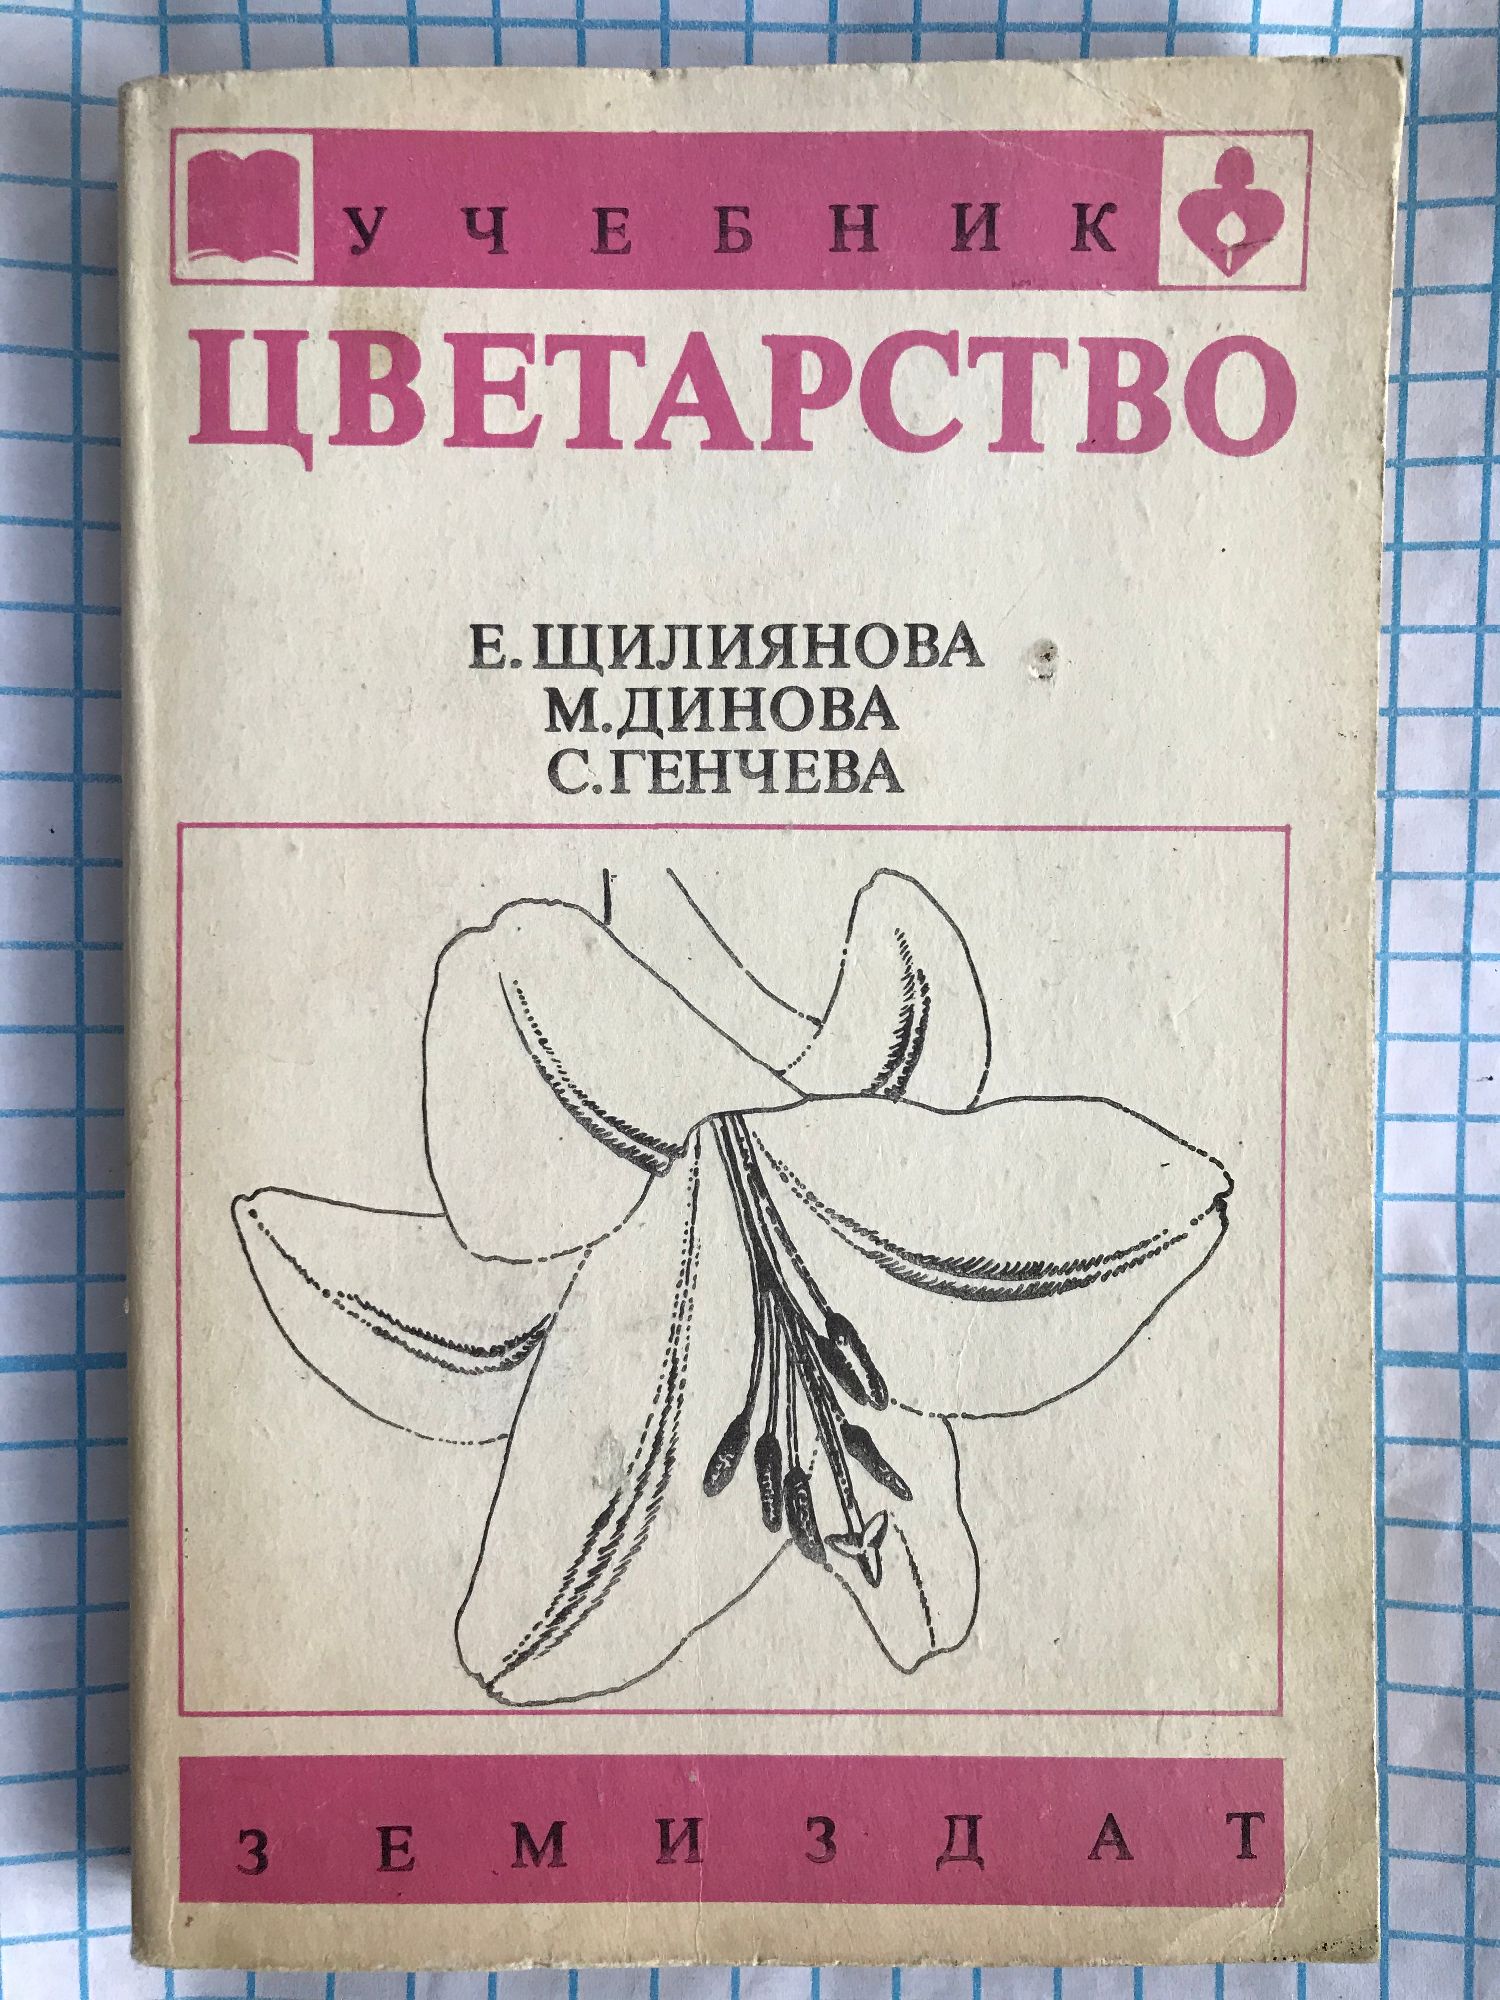 УЧЕБНИК
ЦВЕТАРСТВО
Е.ЩИЛИЯНОВА
М.ДИНОВА
С.ГЕНЧЕВА
ЗЕМИЗДАТ